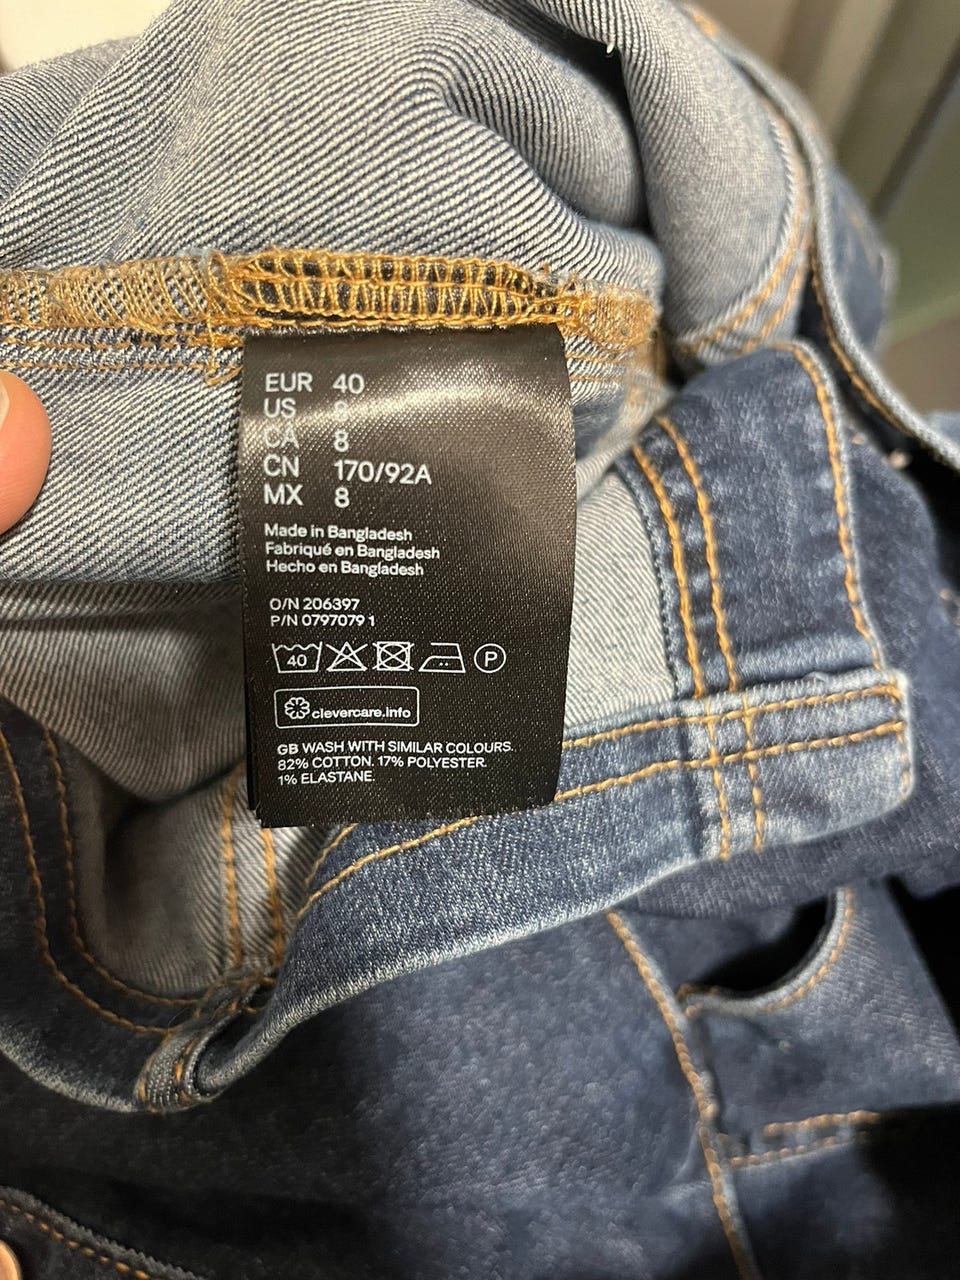 EUR 40
US 8
CA 8
CN 170/92A
MX 8
Made in Bangladesh
Fabriqué en Bangladesh
Hecho en Bangladesh
O/N 206397
P/N 0797079 1
40 P
clevercare.info
GB WASH WITH SIMILAR COLOURS.
82% COTTON. 17% POLYESTER.
1% ELASTANE.